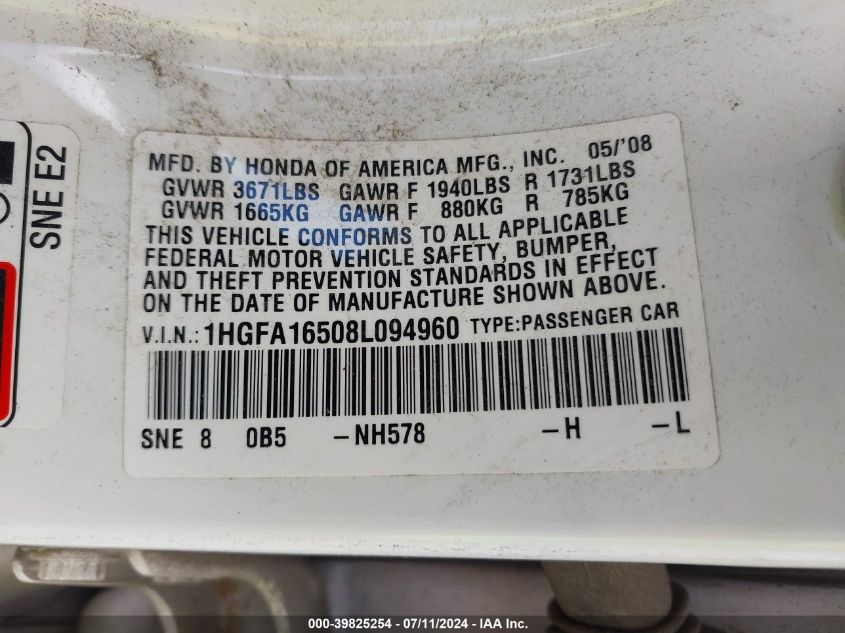 SNE E2
MFD. BY HONDA OF AMERICA MFG., INC. 05/'08
GVWR 3671LBS GAWR F 1940LBS R 1731LBS
GVWR 1665KG GAWR F 880KG R 785KG
THIS VEHICLE CONFORMS TO ALL APPLICABLE
FEDERAL MOTOR VEHICLE SAFETY, BUMPER,
AND THEFT PREVENTION STANDARDS IN EFFECT
ON THE DATE OF MANUFACTURE SHOWN ABOVE.
V.I.N.: 1HGFA16508L094960 TYPE:PASSENGER CAR
SNE 8 0B5 -NH578 -H -L
000-39825254 - 07/11/2024 - IAA Inc.